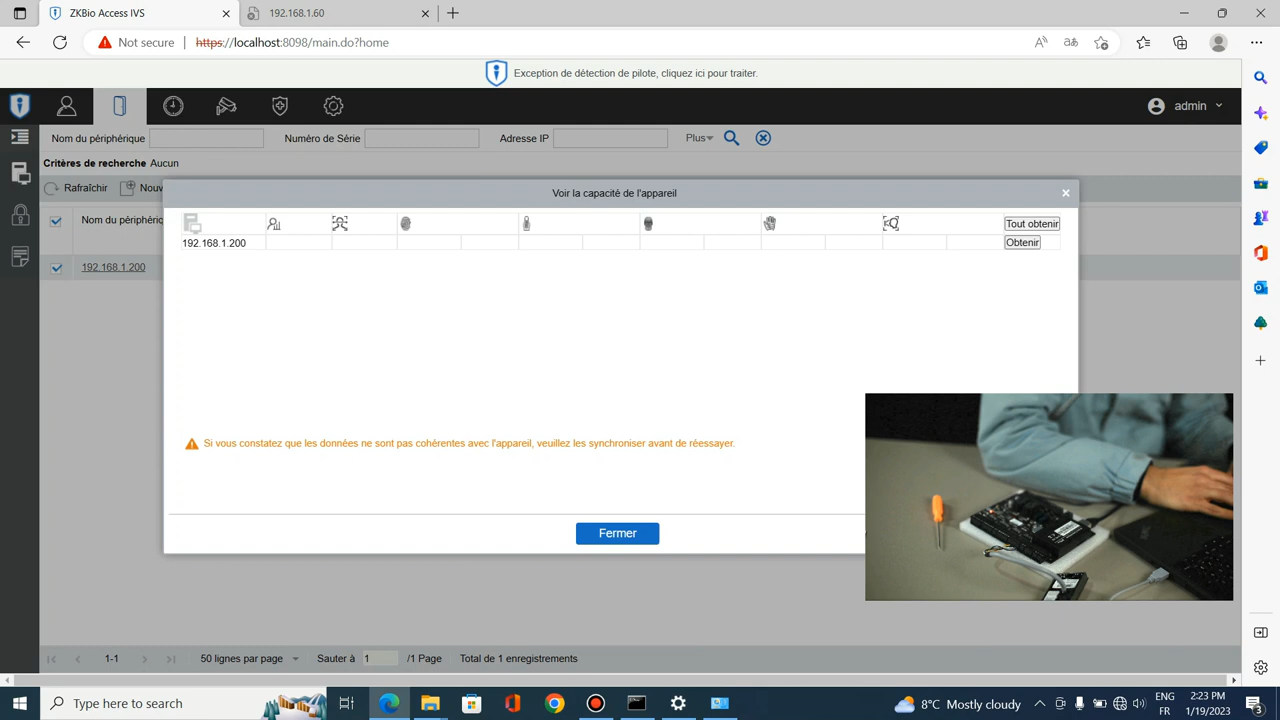 ZKBio Access IVS
192.168.1.60
Not secure
https://localhost:8098/main.do?home
Exception de détection de pilote, cliquez ici pour traiter.
admin
Nom du périphérique
Numéro de Série
Adresse IP
Plus
Critères de recherche Aucun
Rafraîchir
Nouv
Voir la capacité de l'appareil
Nom du périphériq
Tout obtenir
192.168.1.200
Obtenir
192.168.1.200
Si vous constatez que les données ne sont pas cohérentes avec l'appareil, veuillez les synchroniser avant de réessayer.
Fermer
1-1
50 lignes par page
Sauter à
1
/1 Page
Total de 1 enregistrements
Type here to search
8°C Mostly cloudy
ENG
FR
2:23 PM
1/19/2023
3